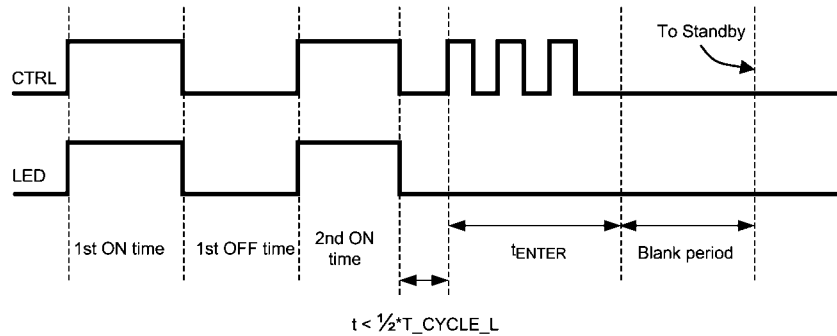 To Standby
CTRL
LED
1st ON time
1st OFF time
2nd ON
time
tENTER
Blank period
t < ½*T_CYCLE_L